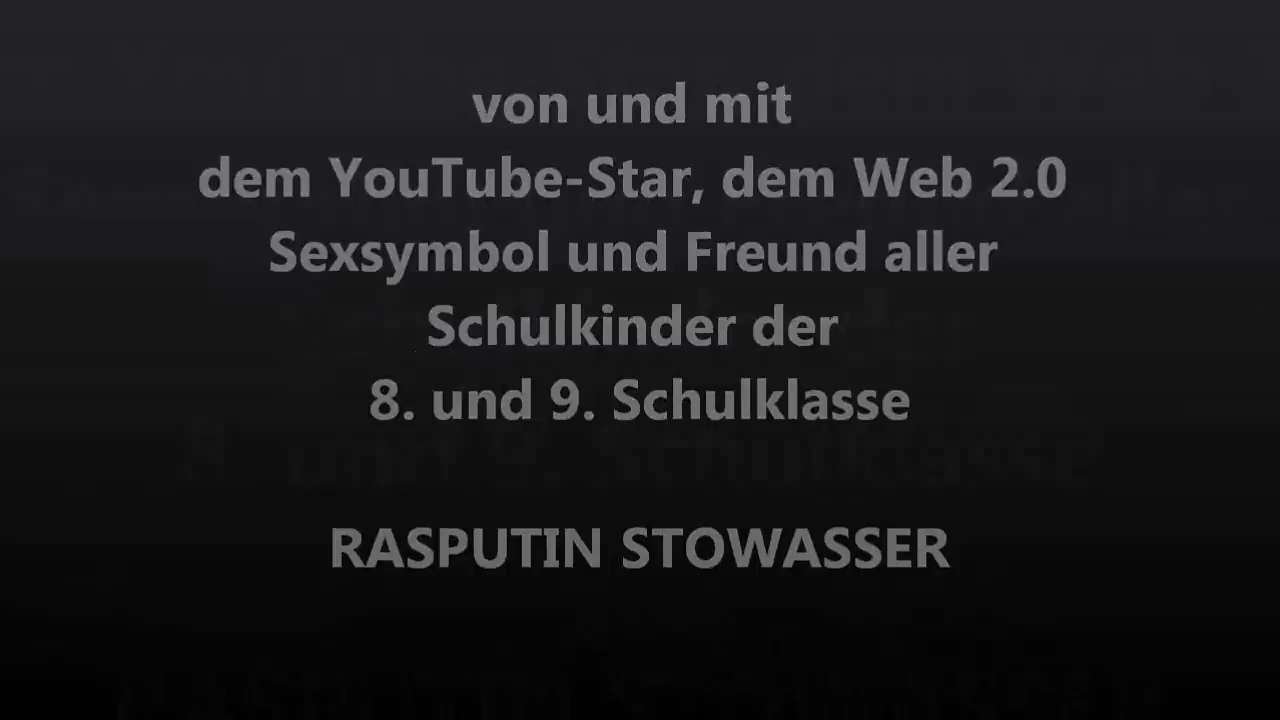 von und mit
dem YouTube-Star, dem Web 2.0
Sexsymbol und Freund aller
Schulkinder der
8. und 9. Schulklasse
RASPUTIN STOWASSER